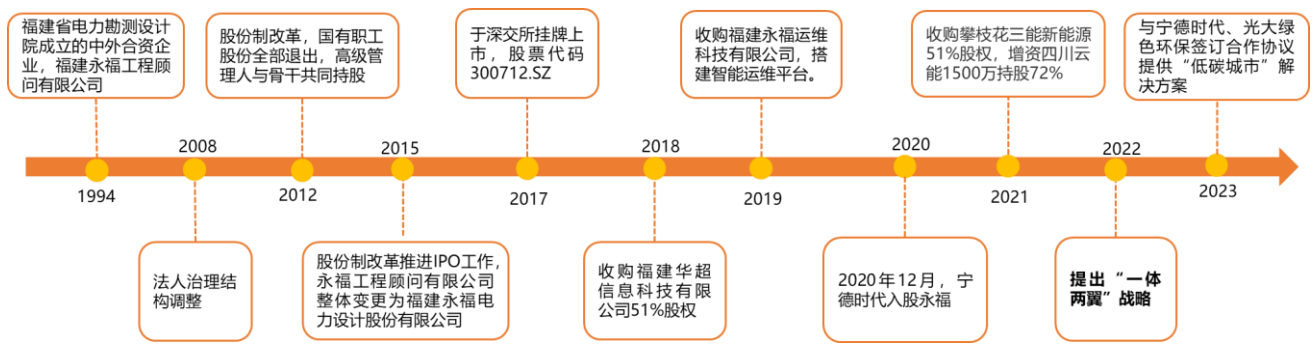 福建省电力勘测设计
院成立的中外合资企
业，福建永福工程顾
问有限公司
股份制改革，国有职工
股份全部退出，高级管
理人与骨干共同持股
于深交所挂牌上
市，股票代码
300712.SZ
收购福建永福运维
科技有限公司，搭
建智能运维平台。
收购攀枝花三能新能源
51%股权，增资四川云
能1500万持股72%
与宁德时代、光大绿
色环保签订合作协议
提供“低碳城市”解
决方案
2008
2015
2018
2020
2022
1994
2012
2017
2019
2021
2023
法人治理结
构调整
股份制改革推进IPO工作，
永福工程顾问有限公司
整体变更为福建永福电
力设计股份有限公司
收购福建华超
信息科技有限
公司51%股权
2020年12月，宁
德时代入股永福
提出“一体
两翼”战略